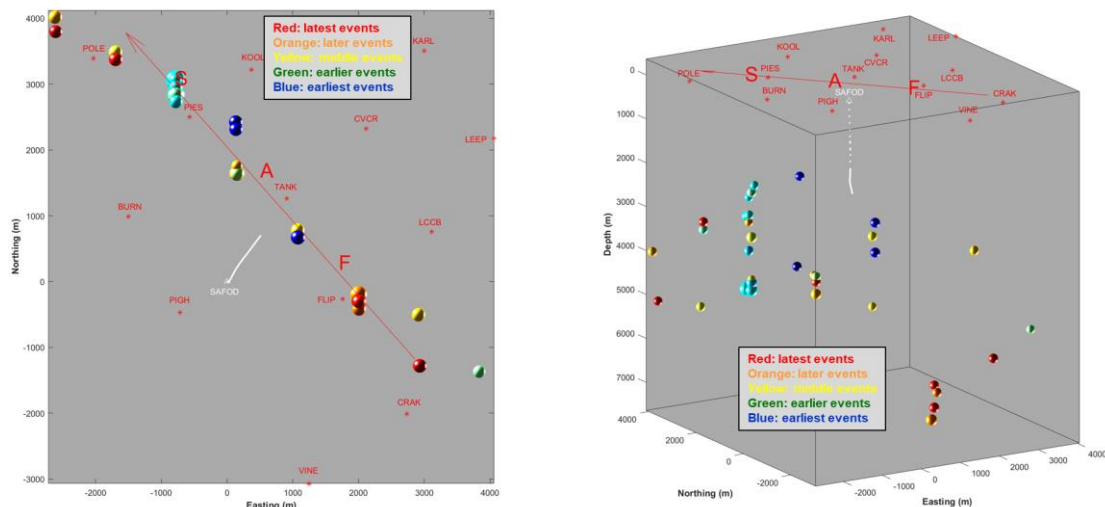 4000
3000
2000
1000
0
-1000
-2000
-3000
Northing (m)
-2000 -1000 0 1000 2000 3000 4000
Easting (m)
Red: latest events
Orange: later events
Yellow: middle events
Green: earlier events
Blue: earliest events
POLE
KOOL
KARL
S
PIES
CVCR
LEEP
A
TANK
BURN
LCCB
F
SAFOD
PIGH
FLIP
CRAK
VINE
KARL
LEEP
KOOL
CVCR
POLE
S
PIES
TANK
LCCB
A
F
BURN
SAFOD
FLIP
CRAK
PIGH
VINE
0
1000
2000
3000
4000
5000
6000
7000
Depth (m)
Red: latest events
Orange: later events
Yellow: middle events
Green: earlier events
Blue: earliest events
4000
2000
0
-2000
Northing (m)
-2000
-1000
0
1000
2000
3000
4000
Easting (m)